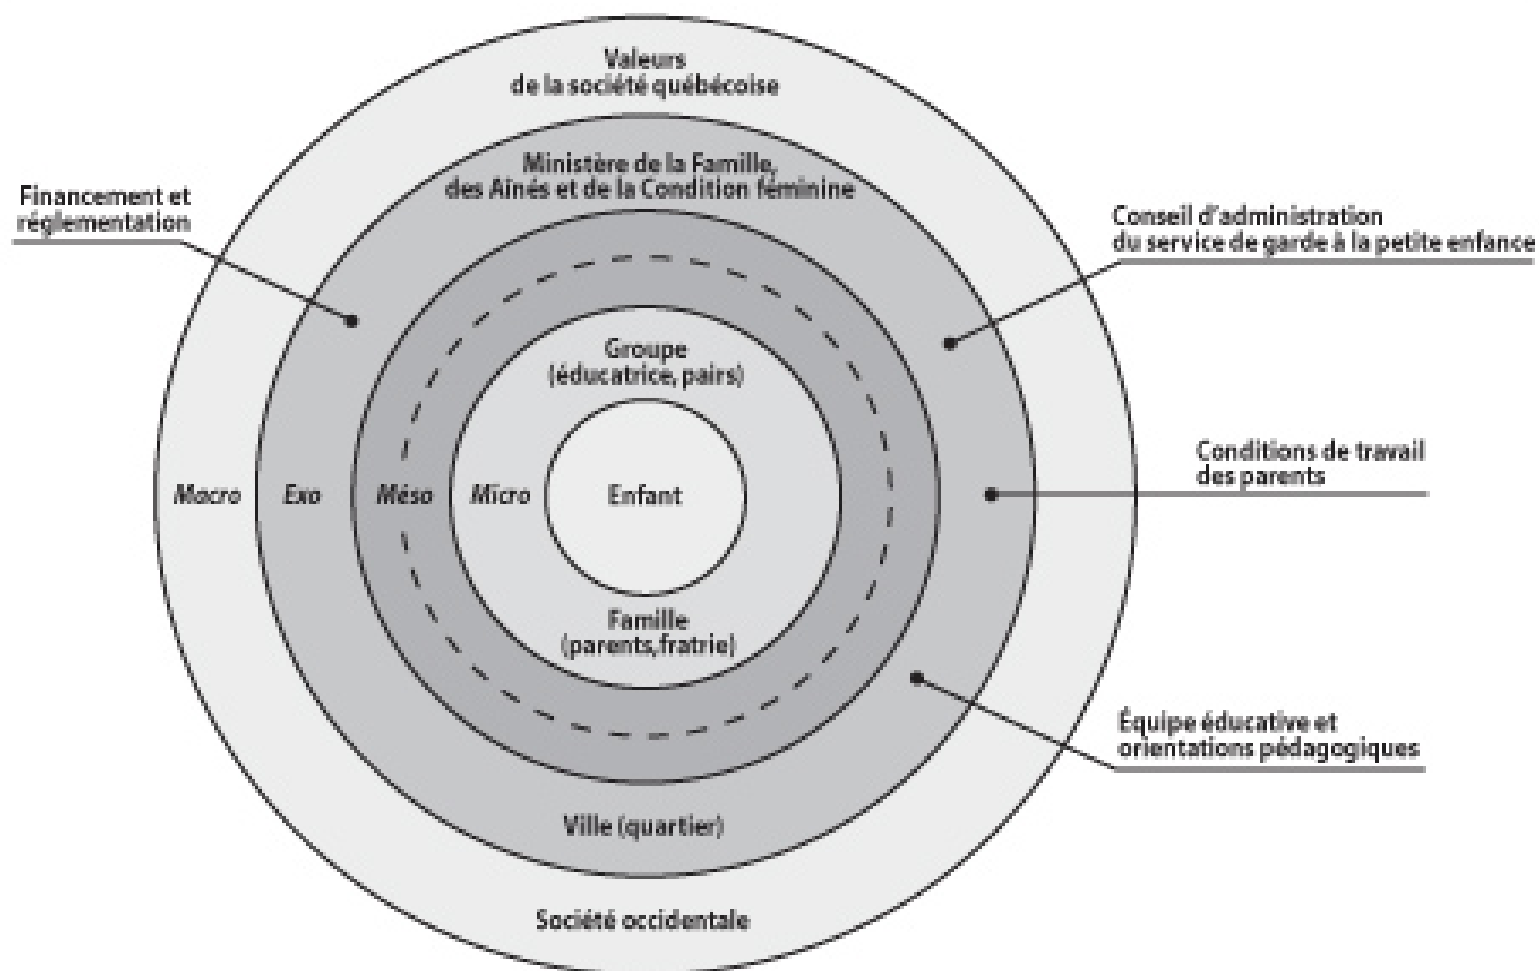 Valeurs
de la société québécoise
Ministère de la Famille,
des Aînés et de la Condition féminine
Financement et
réglementation
Conseil d'administration
du service de garde à la petite enfance
Groupe
(éducatrice, pairs)
Conditions de travail
des parents
Macro
Exo
Méso
Micro
Enfant
Famille
(parents, fratrie)
Équipe éducative et
orientations pédagogiques
Ville (quartier)
Société occidentale